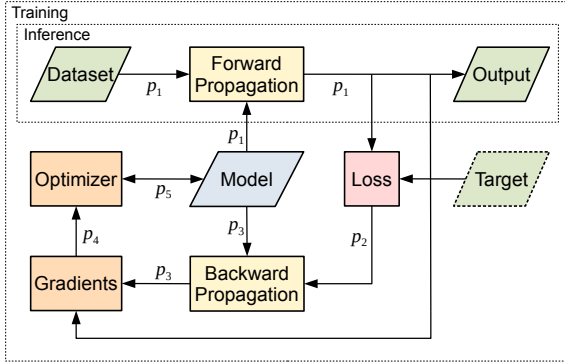 Training
Inference
Dataset
p₁
Forward
Propagation
p₁
Output
p₁
Optimizer
p₅
Model
Loss
Target
p₄
p₃
p₂
Gradients
p₃
Backward
Propagation